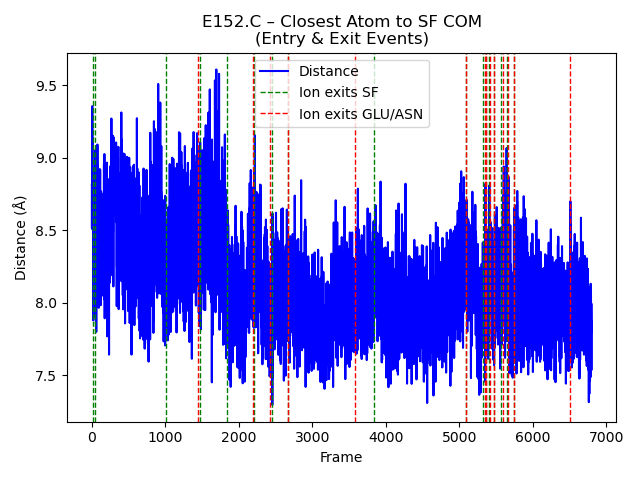 E152.C – Closest Atom to SF COM
(Entry & Exit Events)
Distance
Ion exits SF
Ion exits GLU/ASN
Distance (Å)
9.5
9.0
8.5
8.0
7.5
0 1000 2000 3000 4000 5000 6000 7000
Frame